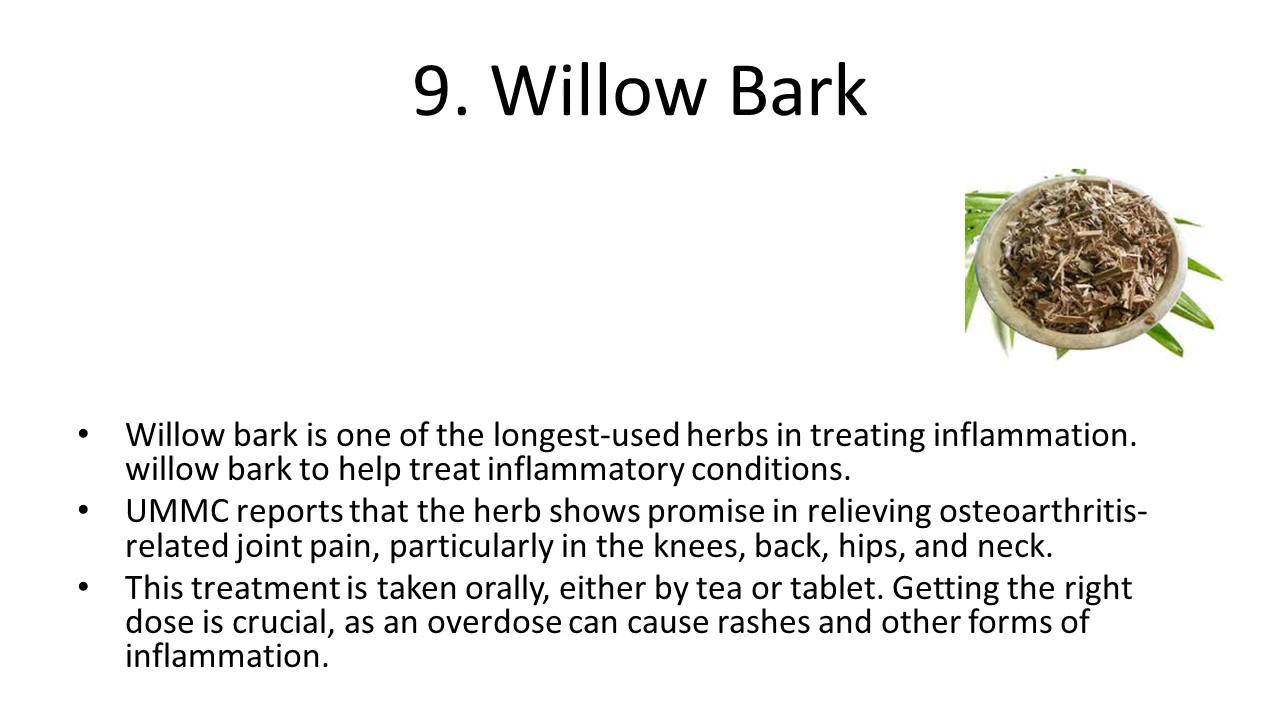 9. Willow Bark
• Willow bark is one of the longest-used herbs in treating inflammation.
willow bark to help treat inflammatory conditions.
• UMMC reports that the herb shows promise in relieving osteoarthritis-
related joint pain, particularly in the knees, back, hips, and neck.
• This treatment is taken orally, either by tea or tablet. Getting the right
dose is crucial, as an overdose can cause rashes and other forms of
inflammation.